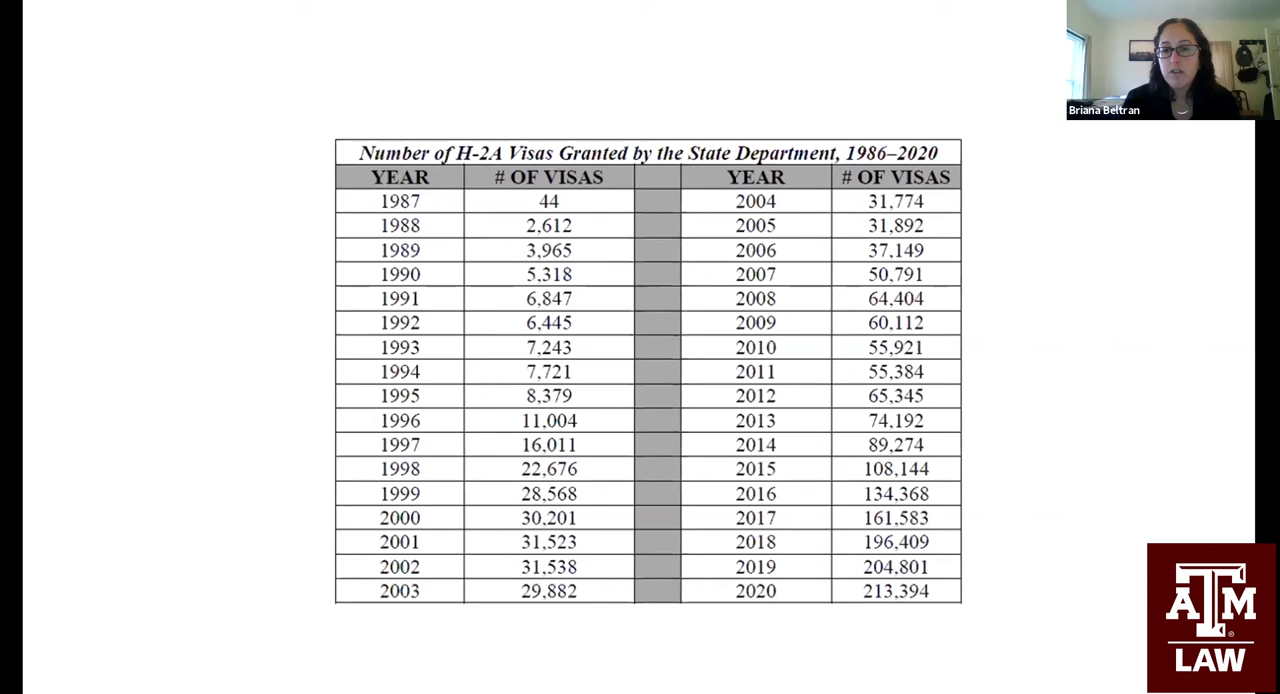 Briana Beltran
Number of H-2A Visas Granted by the State Department, 1986–2020
YEAR # OF VISAS YEAR # OF VISAS
1987 44 2004 31,774
1988 2,612 2005 31,892
1989 3,965 2006 37,149
1990 5,318 2007 50,791
1991 6,847 2008 64,404
1992 6,445 2009 60,112
1993 7,243 2010 55,921
1994 7,721 2011 55,384
1995 8,379 2012 65,345
1996 11,004 2013 74,192
1997 16,011 2014 89,274
1998 22,676 2015 108,144
1999 28,568 2016 134,368
2000 30,201 2017 161,583
2001 31,523 2018 196,409
2002 31,538 2019 204,801
2003 29,882 2020 213,394
ATM
®
LAW